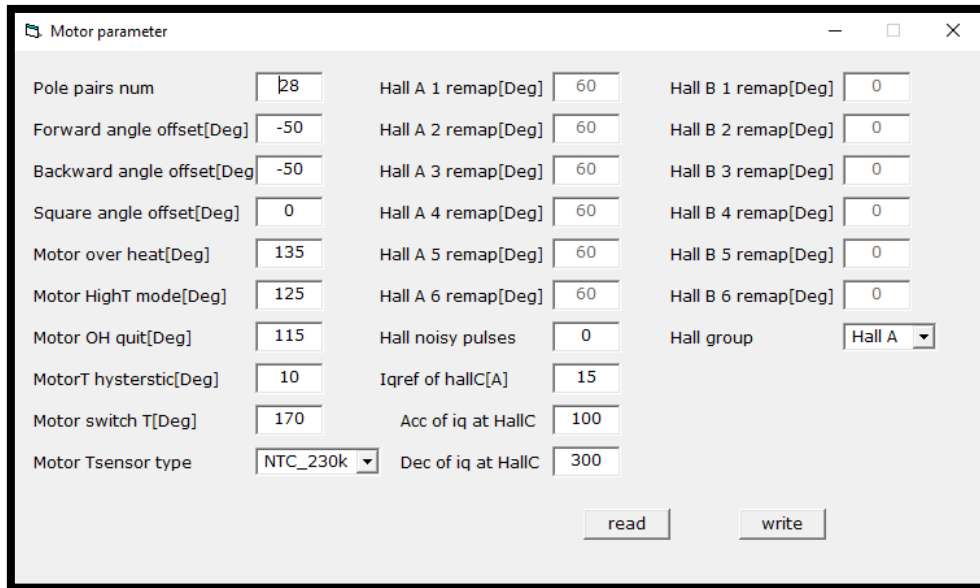 Motor parameter
Pole pairs num 28 Hall A 1 remap[Deg] 60 Hall B 1 remap[Deg] 0
Forward angle offset[Deg] -50 Hall A 2 remap[Deg] 60 Hall B 2 remap[Deg] 0
Backward angle offset[Deg -50 Hall A 3 remap[Deg] 60 Hall B 3 remap[Deg] 0
Square angle offset[Deg] 0 Hall A 4 remap[Deg] 60 Hall B 4 remap[Deg] 0
Motor over heat[Deg] 135 Hall A 5 remap[Deg] 60 Hall B 5 remap[Deg] 0
Motor HighT mode[Deg] 125 Hall A 6 remap[Deg] 60 Hall B 6 remap[Deg] 0
Motor OH quit[Deg] 115 Hall noisy pulses 0 Hall group Hall A
MotorT hysterstic[Deg] 10 Iqref of hallC[A] 15
Motor switch T[Deg] 170 Acc of iq at HallC 100
Motor Tsensor type NTC_230k Dec of iq at HallC 300
read write